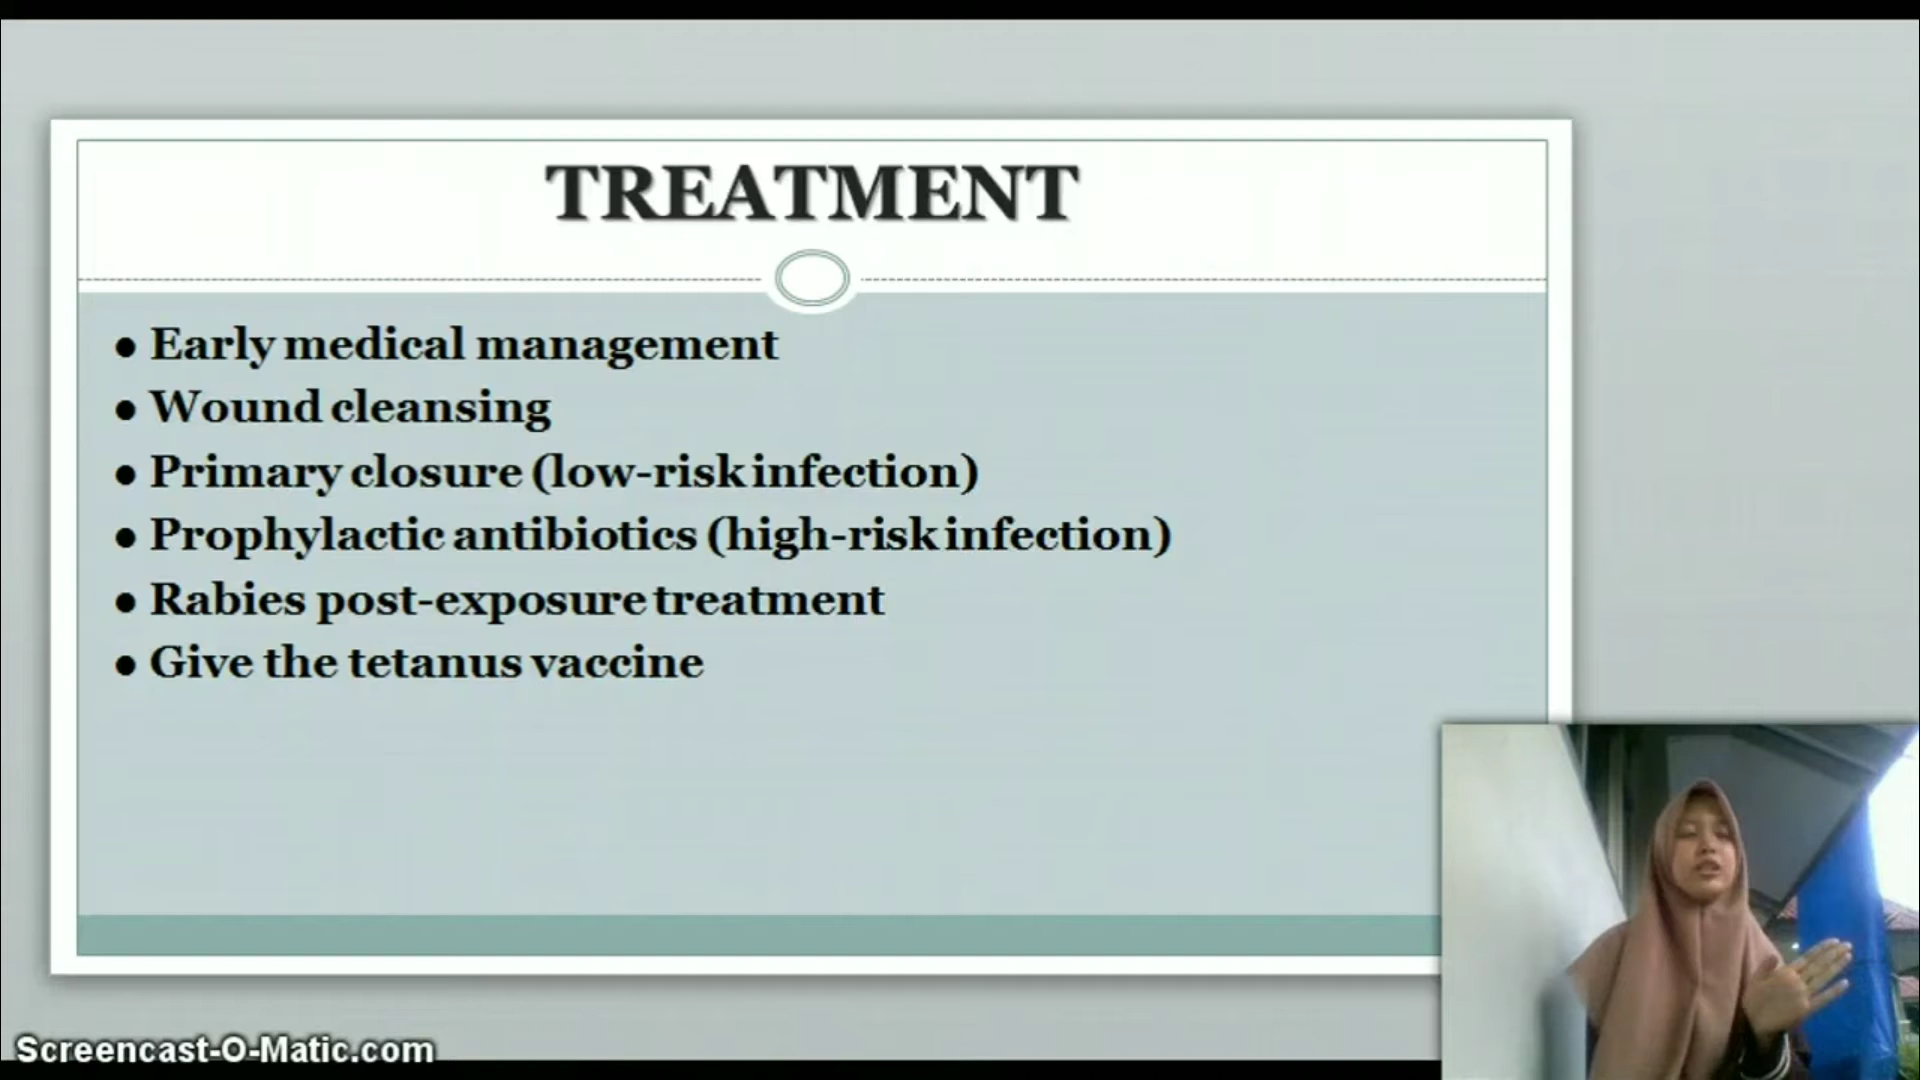 TREATMENT
● Early medical management
● Wound cleansing
● Primary closure (low-risk infection)
● Prophylactic antibiotics (high-risk infection)
● Rabies post-exposure treatment
● Give the tetanus vaccine
Screencast-O-Matic.com